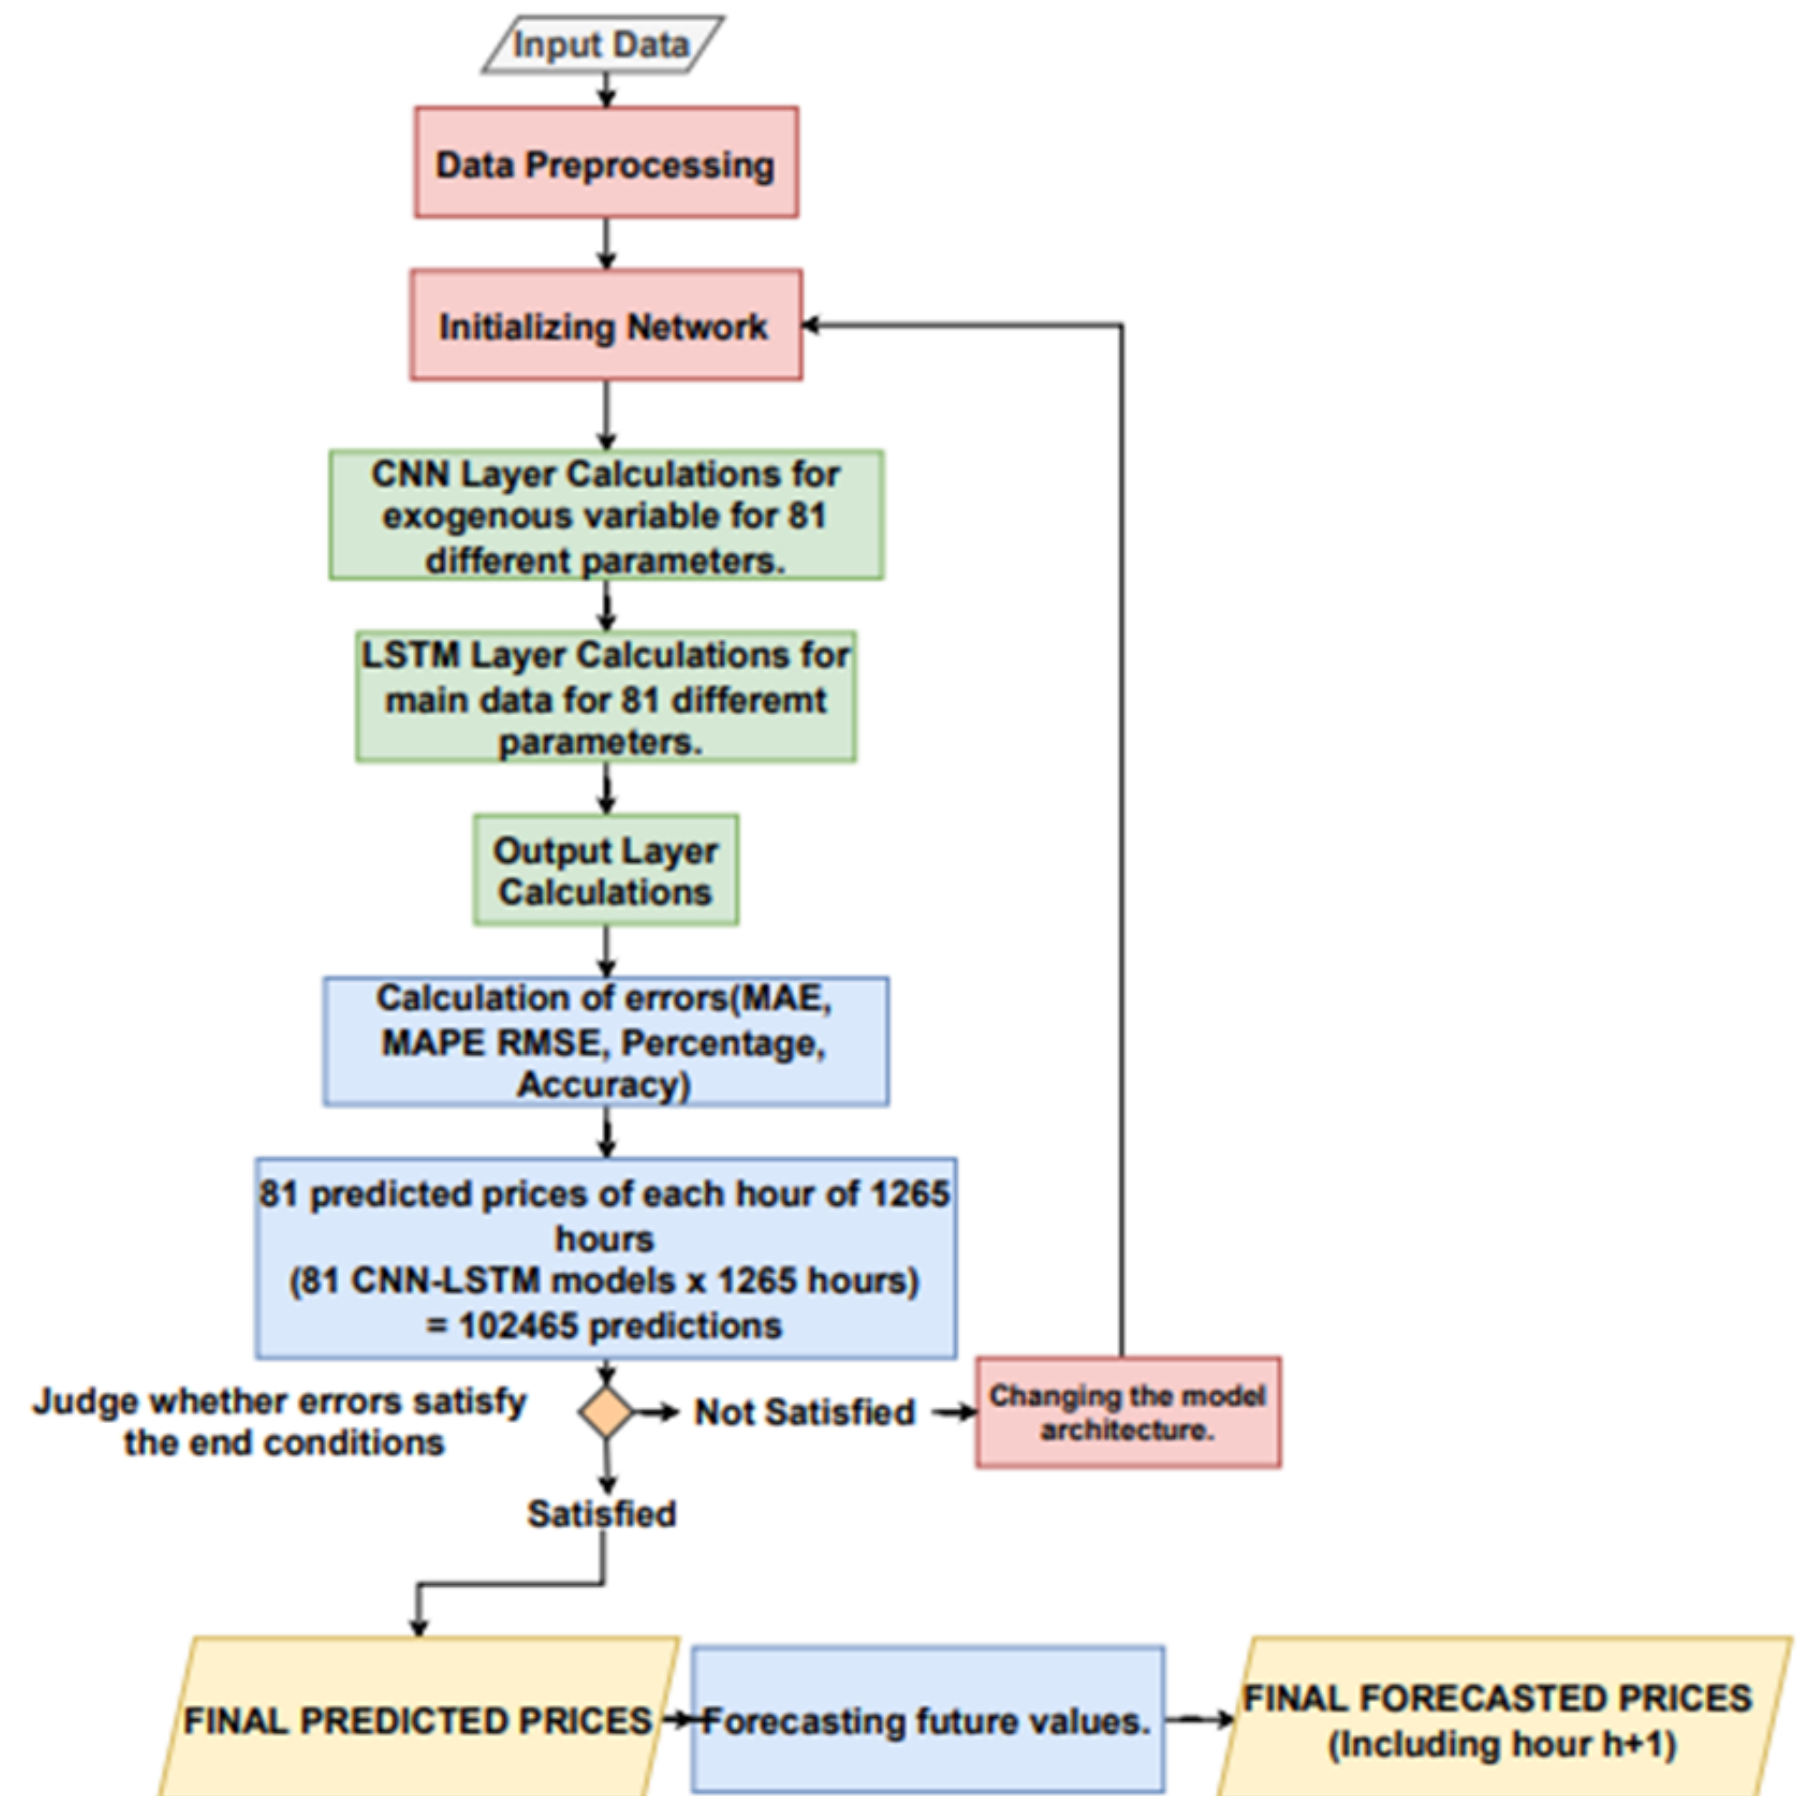 Input Data
Data Preprocessing
Initializing Network
CNN Layer Calculations for
exogenous variable for 81
different parameters.
LSTM Layer Calculations for
main data for 81 differemt
parameters.
Output Layer
Calculations
Calculation of errors(MAE,
MAPE RMSE, Percentage,
Accuracy)
81 predicted prices of each hour of 1265
hours
(81 CNN-LSTM models x 1265 hours)
= 102465 predictions
Judge whether errors satisfy
the end conditions
Not Satisfied
Changing the model
architecture.
Satisfied
FINAL PREDICTED PRICES
Forecasting future values.
FINAL FORECASTED PRICES
(Including hour h+1)